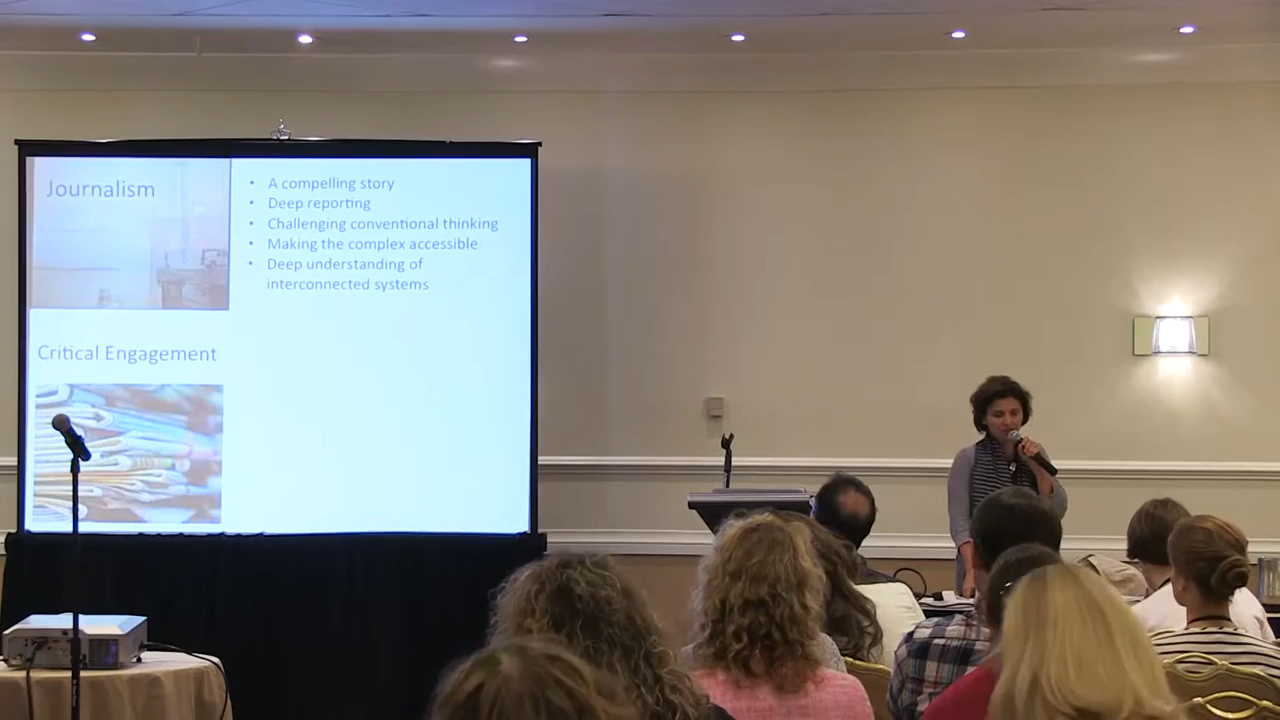 Journalism
• A compelling story
• Deep reporting
• Challenging conventional thinking
• Making the complex accessible
• Deep understanding of
interconnected systems
Critical Engagement